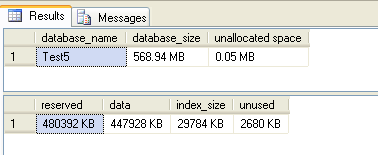 Results Messages
database_name database_size unallocated space
1 Test5 568.94 MB 0.05 MB
reserved data index_size unused
1 480392 KB 447928 KB 29784 KB 2680 KB